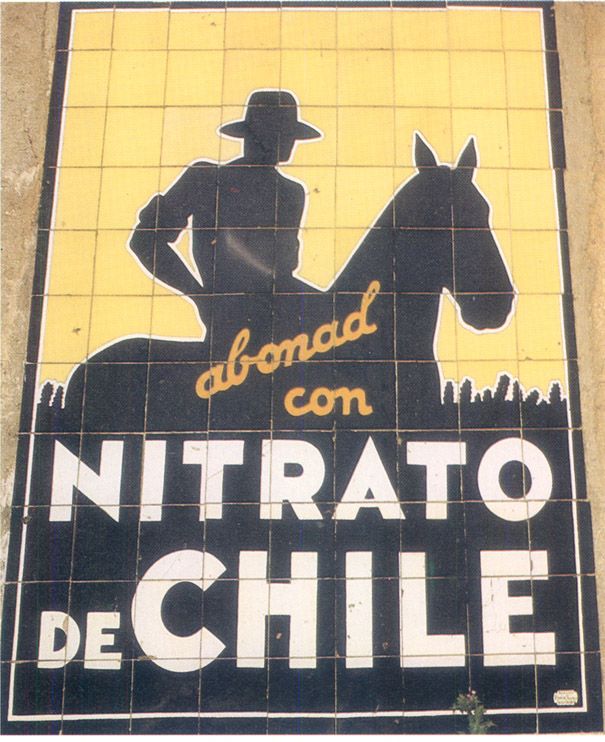 abonad
con
NITRATO
DE CHILE